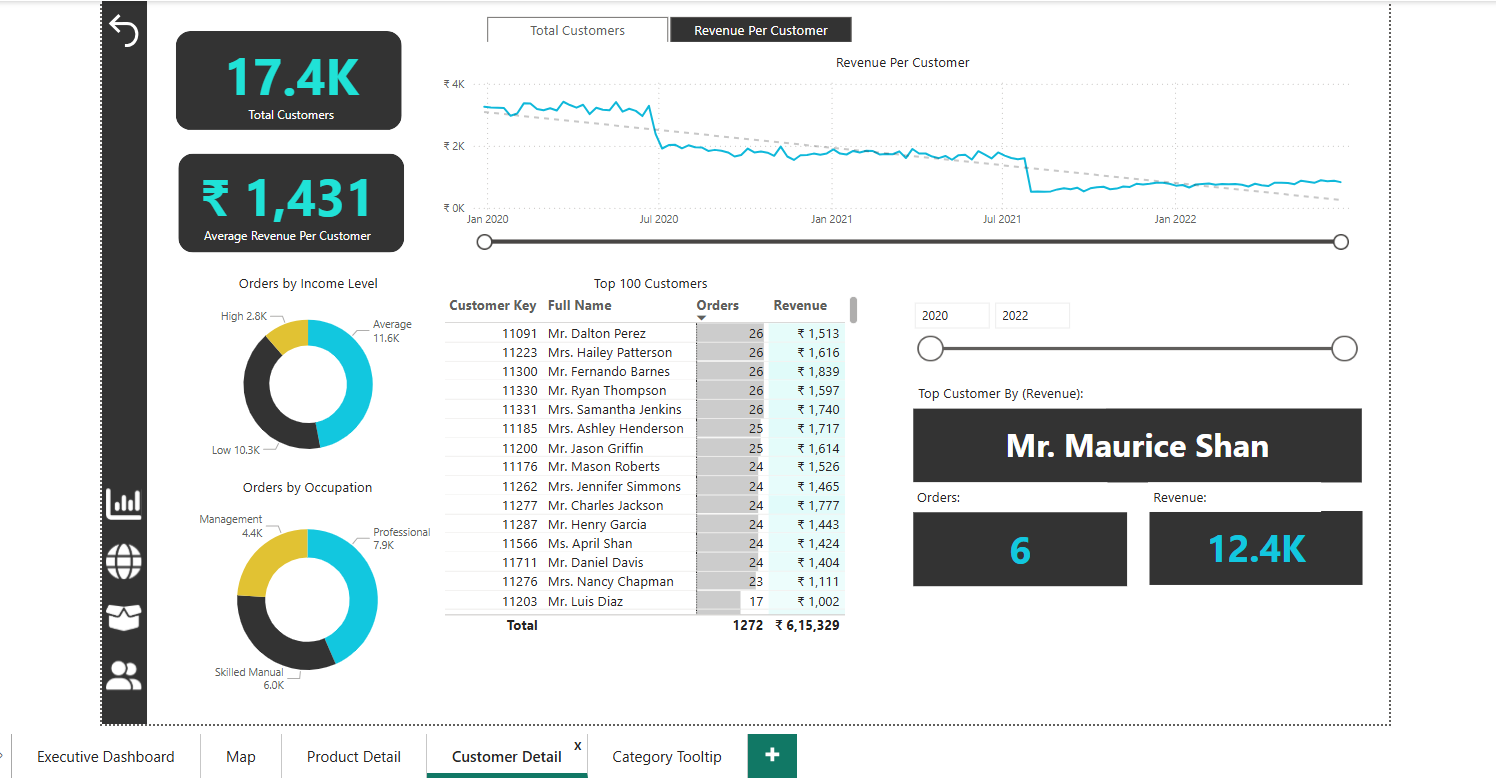 17.4K
Total Customers
₹ 1,431
Average Revenue Per Customer
Total Customers
Revenue Per Customer
Revenue Per Customer
₹ 4K
₹ 2K
₹ 0K
Jan 2020
Jul 2020
Jan 2021
Jul 2021
Jan 2022
Orders by Income Level
High 2.8K
Average
11.6K
Low 10.3K
Orders by Occupation
Management
4.4K
Professional
7.9K
Skilled Manual
6.0K
Top 100 Customers
Customer Key Full Name Orders Revenue
11091 Mr. Dalton Perez 26 ₹ 1,513
11223 Mrs. Hailey Patterson 26 ₹ 1,616
11300 Mr. Fernando Barnes 26 ₹ 1,839
11330 Mr. Ryan Thompson 26 ₹ 1,597
11331 Mrs. Samantha Jenkins 26 ₹ 1,740
11185 Mrs. Ashley Henderson 25 ₹ 1,717
11200 Mr. Jason Griffin 25 ₹ 1,614
11176 Mr. Mason Roberts 24 ₹ 1,526
11262 Mrs. Jennifer Simmons 24 ₹ 1,465
11277 Mr. Charles Jackson 24 ₹ 1,777
11287 Mr. Henry Garcia 24 ₹ 1,443
11566 Ms. April Shan 24 ₹ 1,424
11711 Mr. Daniel Davis 24 ₹ 1,404
11276 Mrs. Nancy Chapman 23 ₹ 1,111
11203 Mr. Luis Diaz 17 ₹ 1,002
Total 1272 ₹ 6,15,329
2020
2022
Top Customer By (Revenue):
Mr. Maurice Shan
Orders:
6
Revenue:
12.4K
Executive Dashboard
Map
Product Detail
Customer Detail
x
Category Tooltip
+